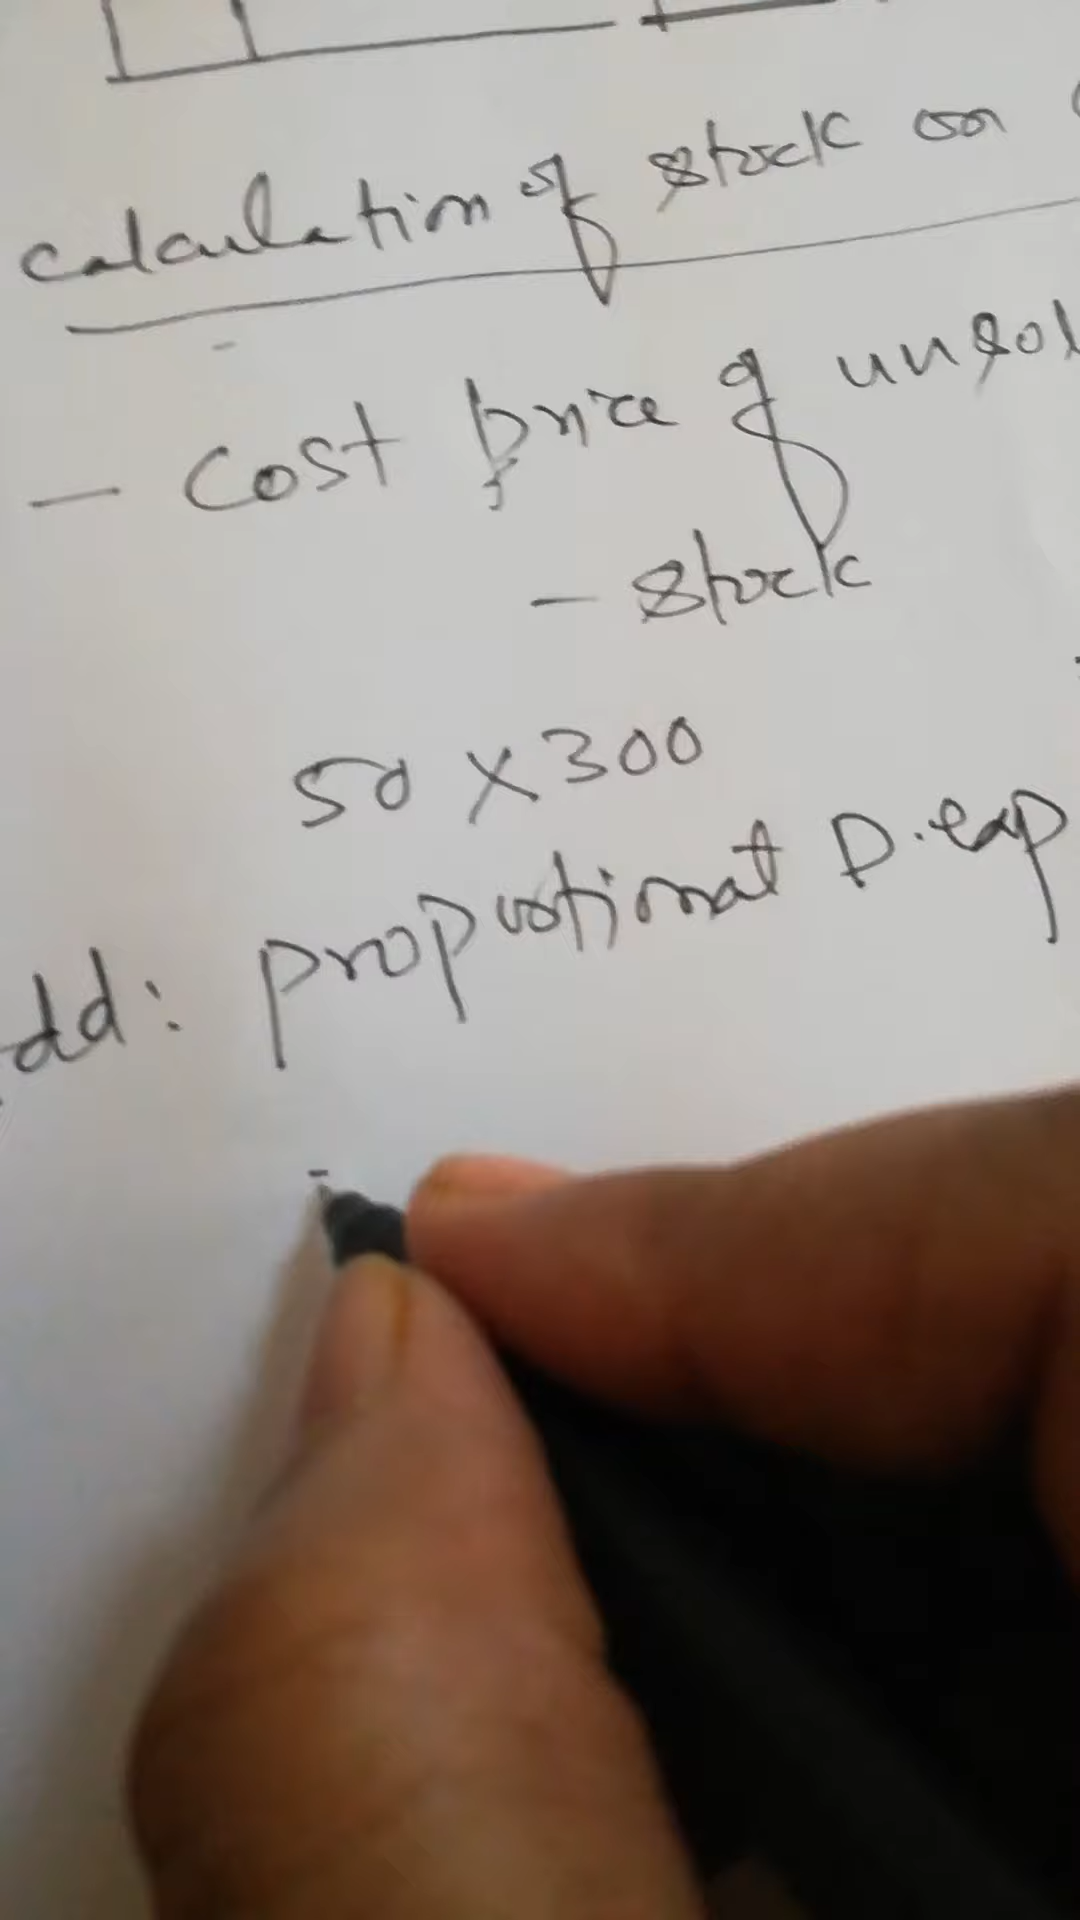 calculation of stock on
- Cost price of unsol
- stock
50 X 300
dd: proportionat D.exp